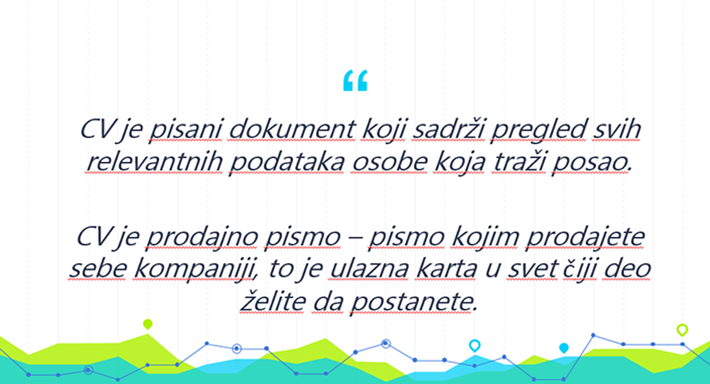 “
CV je pisani dokument koji sadrži pregled svih
relevantnih podataka osobe koja traži posao.
CV je prodajno pismo – pismo kojim prodajete
sebe kompaniji, to je ulazna karta u svet čiji deo
želite da postanete.